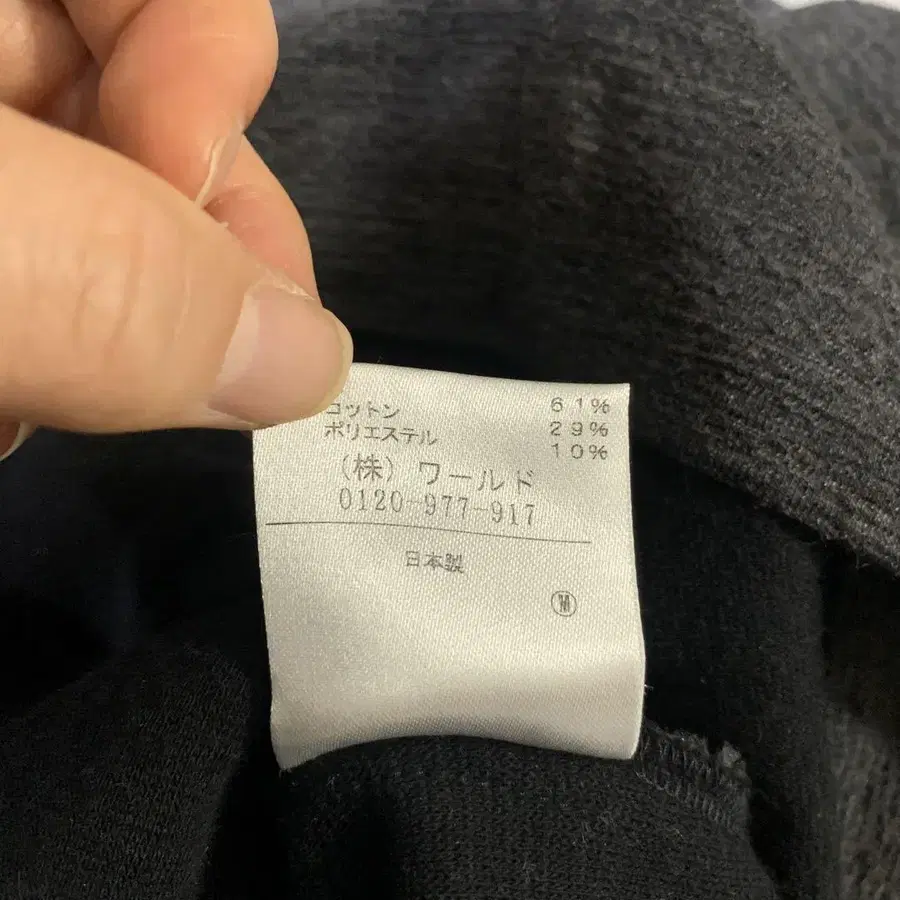 61%
コットン 29%
ポリエステル 10%
(株) ワールド
0120-977-917
日本製
M